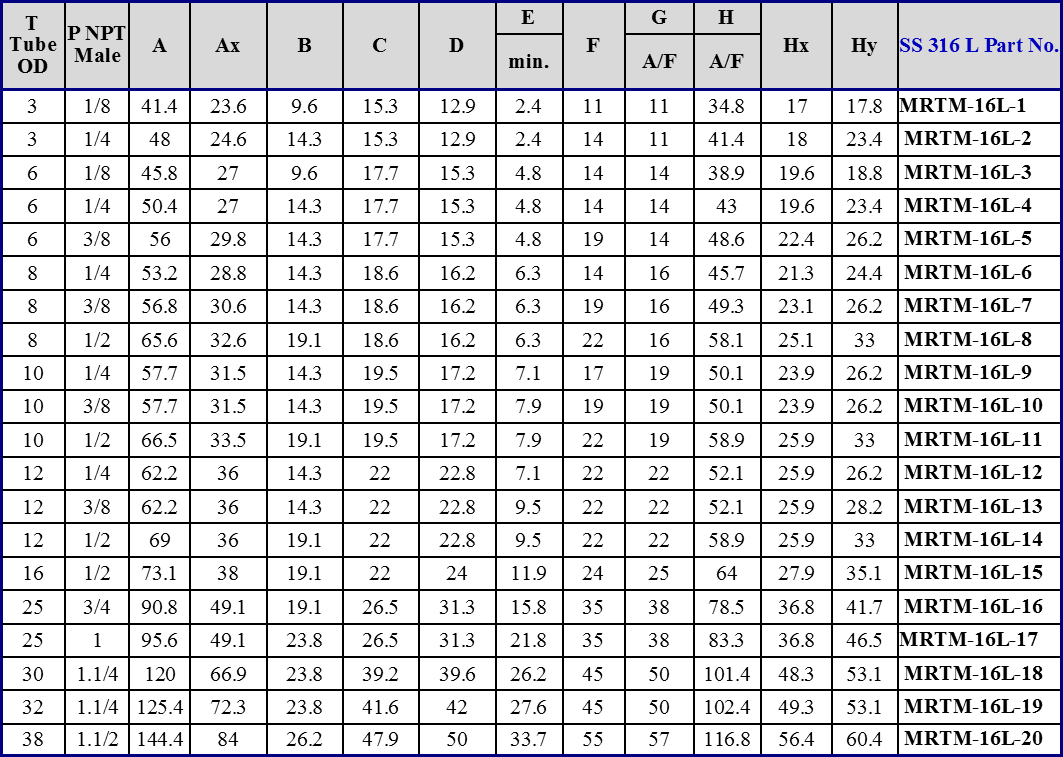 T Tube OD P NPT Male A Ax B C D E min. F G A/F H A/F Hx Hy SS 316 L Part No.
3 1/8 41.4 23.6 9.6 15.3 12.9 2.4 11 11 34.8 17 17.8 MRTM-16L-1
3 1/4 48 24.6 14.3 15.3 12.9 2.4 14 11 41.4 18 23.4 MRTM-16L-2
6 1/8 45.8 27 9.6 17.7 15.3 4.8 14 14 38.9 19.6 18.8 MRTM-16L-3
6 1/4 50.4 27 14.3 17.7 15.3 4.8 14 14 43 19.6 23.4 MRTM-16L-4
6 3/8 56 29.8 14.3 17.7 15.3 4.8 19 14 48.6 22.4 26.2 MRTM-16L-5
8 1/4 53.2 28.8 14.3 18.6 16.2 6.3 14 16 45.7 21.3 24.4 MRTM-16L-6
8 3/8 56.8 30.6 14.3 18.6 16.2 6.3 19 16 49.3 23.1 26.2 MRTM-16L-7
8 1/2 65.6 32.6 19.1 18.6 16.2 6.3 22 16 58.1 25.1 33 MRTM-16L-8
10 1/4 57.7 31.5 14.3 19.5 17.2 7.1 17 19 50.1 23.9 26.2 MRTM-16L-9
10 3/8 57.7 31.5 14.3 19.5 17.2 7.9 19 19 50.1 23.9 26.2 MRTM-16L-10
10 1/2 66.5 33.5 19.1 19.5 17.2 7.9 22 19 58.9 25.9 33 MRTM-16L-11
12 1/4 62.2 36 14.3 22 22.8 7.1 22 22 52.1 25.9 26.2 MRTM-16L-12
12 3/8 62.2 36 14.3 22 22.8 9.5 22 22 52.1 25.9 28.2 MRTM-16L-13
12 1/2 69 36 19.1 22 22.8 9.5 22 22 58.9 25.9 33 MRTM-16L-14
16 1/2 73.1 38 19.1 22 24 11.9 24 25 64 27.9 35.1 MRTM-16L-15
25 3/4 90.8 49.1 19.1 26.5 31.3 15.8 35 38 78.5 36.8 41.7 MRTM-16L-16
25 1 95.6 49.1 23.8 26.5 31.3 21.8 35 38 83.3 36.8 46.5 MRTM-16L-17
30 1.1/4 120 66.9 23.8 39.2 39.6 26.2 45 50 101.4 48.3 53.1 MRTM-16L-18
32 1.1/4 125.4 72.3 23.8 41.6 42 27.6 45 50 102.4 49.3 53.1 MRTM-16L-19
38 1.1/2 144.4 84 26.2 47.9 50 33.7 55 57 116.8 56.4 60.4 MRTM-16L-20